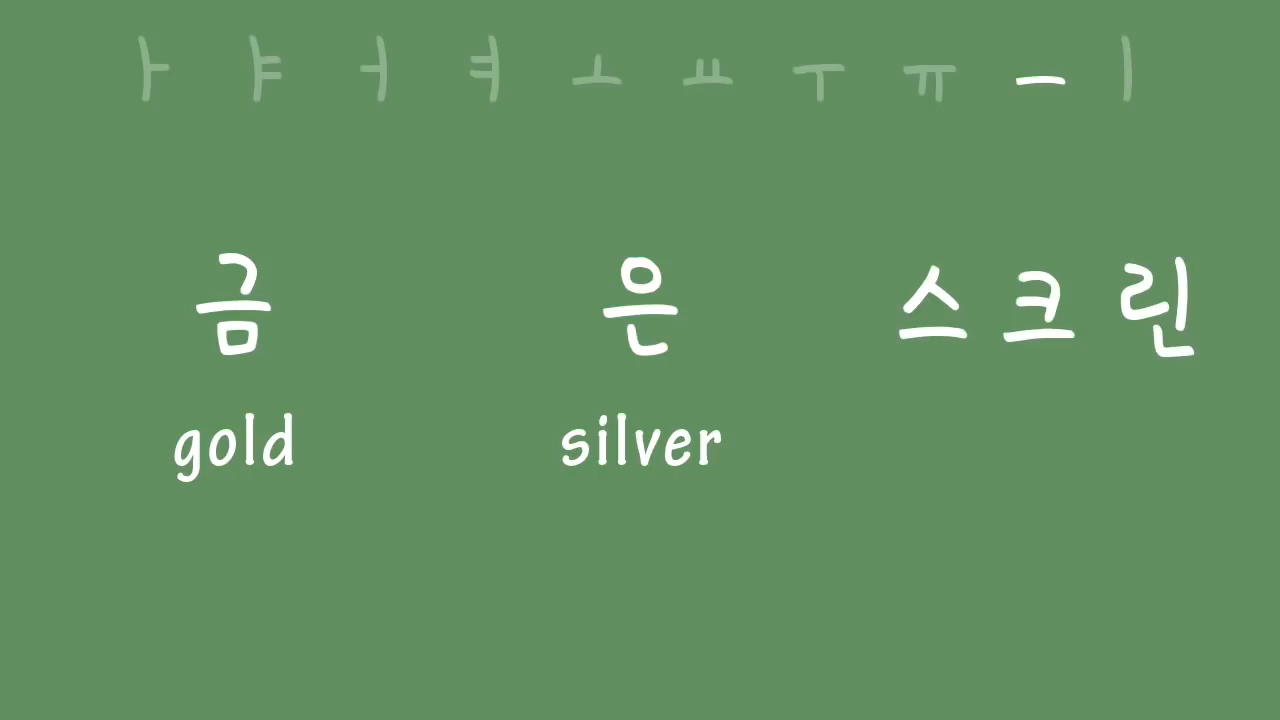 ㅏ ㅑ ㅓ ㅕ ㅗ ㅛ ㅜ ㅠ ㅡ ㅣ
금 은 스크린
gold silver